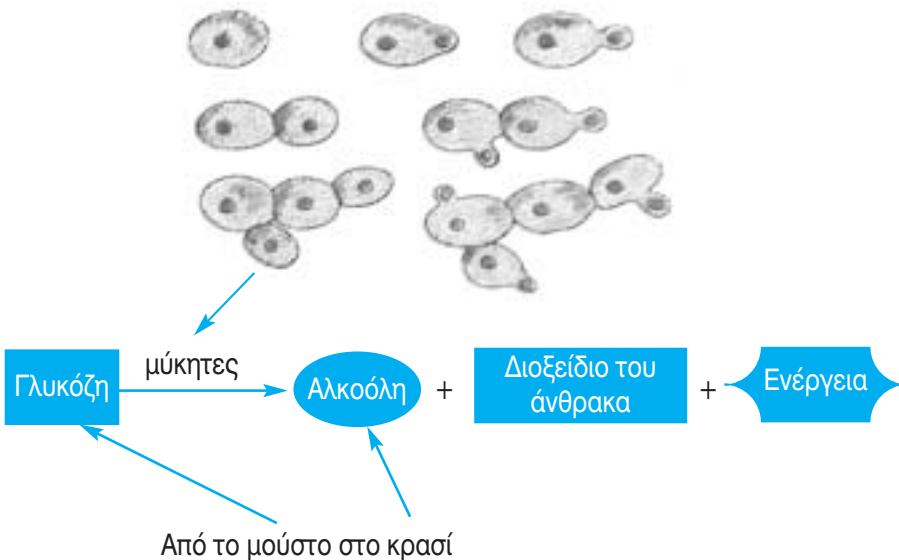 μύκητες
Γλυκόζη
Αλκοόλη
+
Διοξείδιο του
άνθρακα
+
Ενέργεια
Από το μούστο στο κρασί